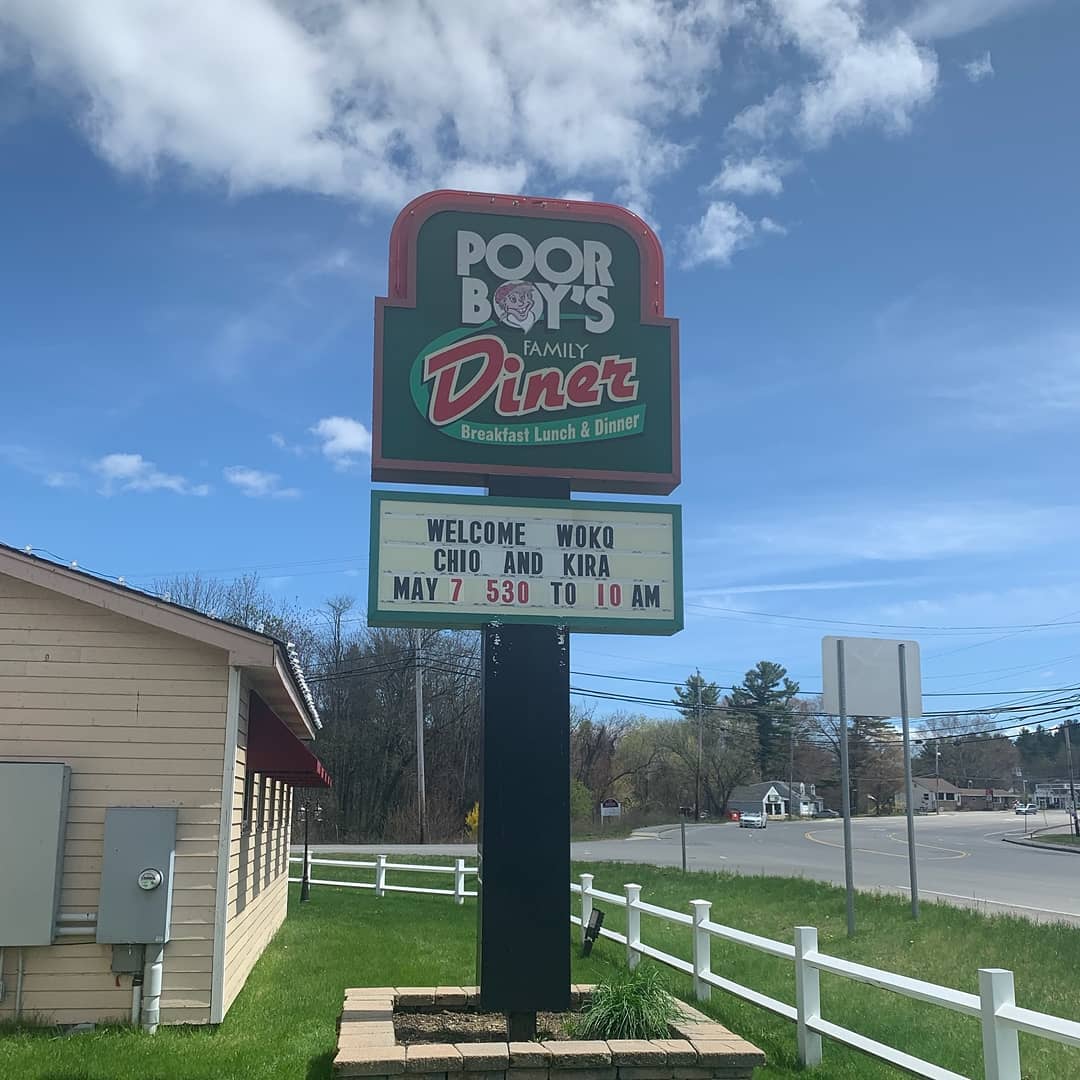 POOR
BOY'S
FAMILY
Diner
Breakfast Lunch & Dinner
WELCOME WOKQ
CHIO AND KIRA
MAY 7 530 TO 10 AM